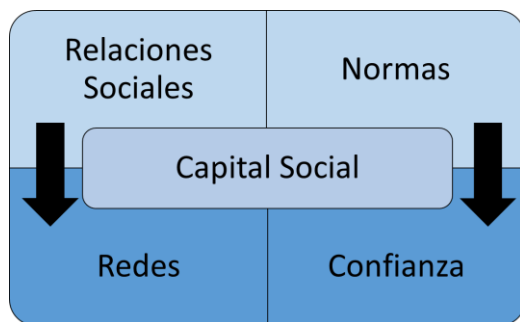 Relaciones
Sociales
Normas
Capital Social
Redes
Confianza